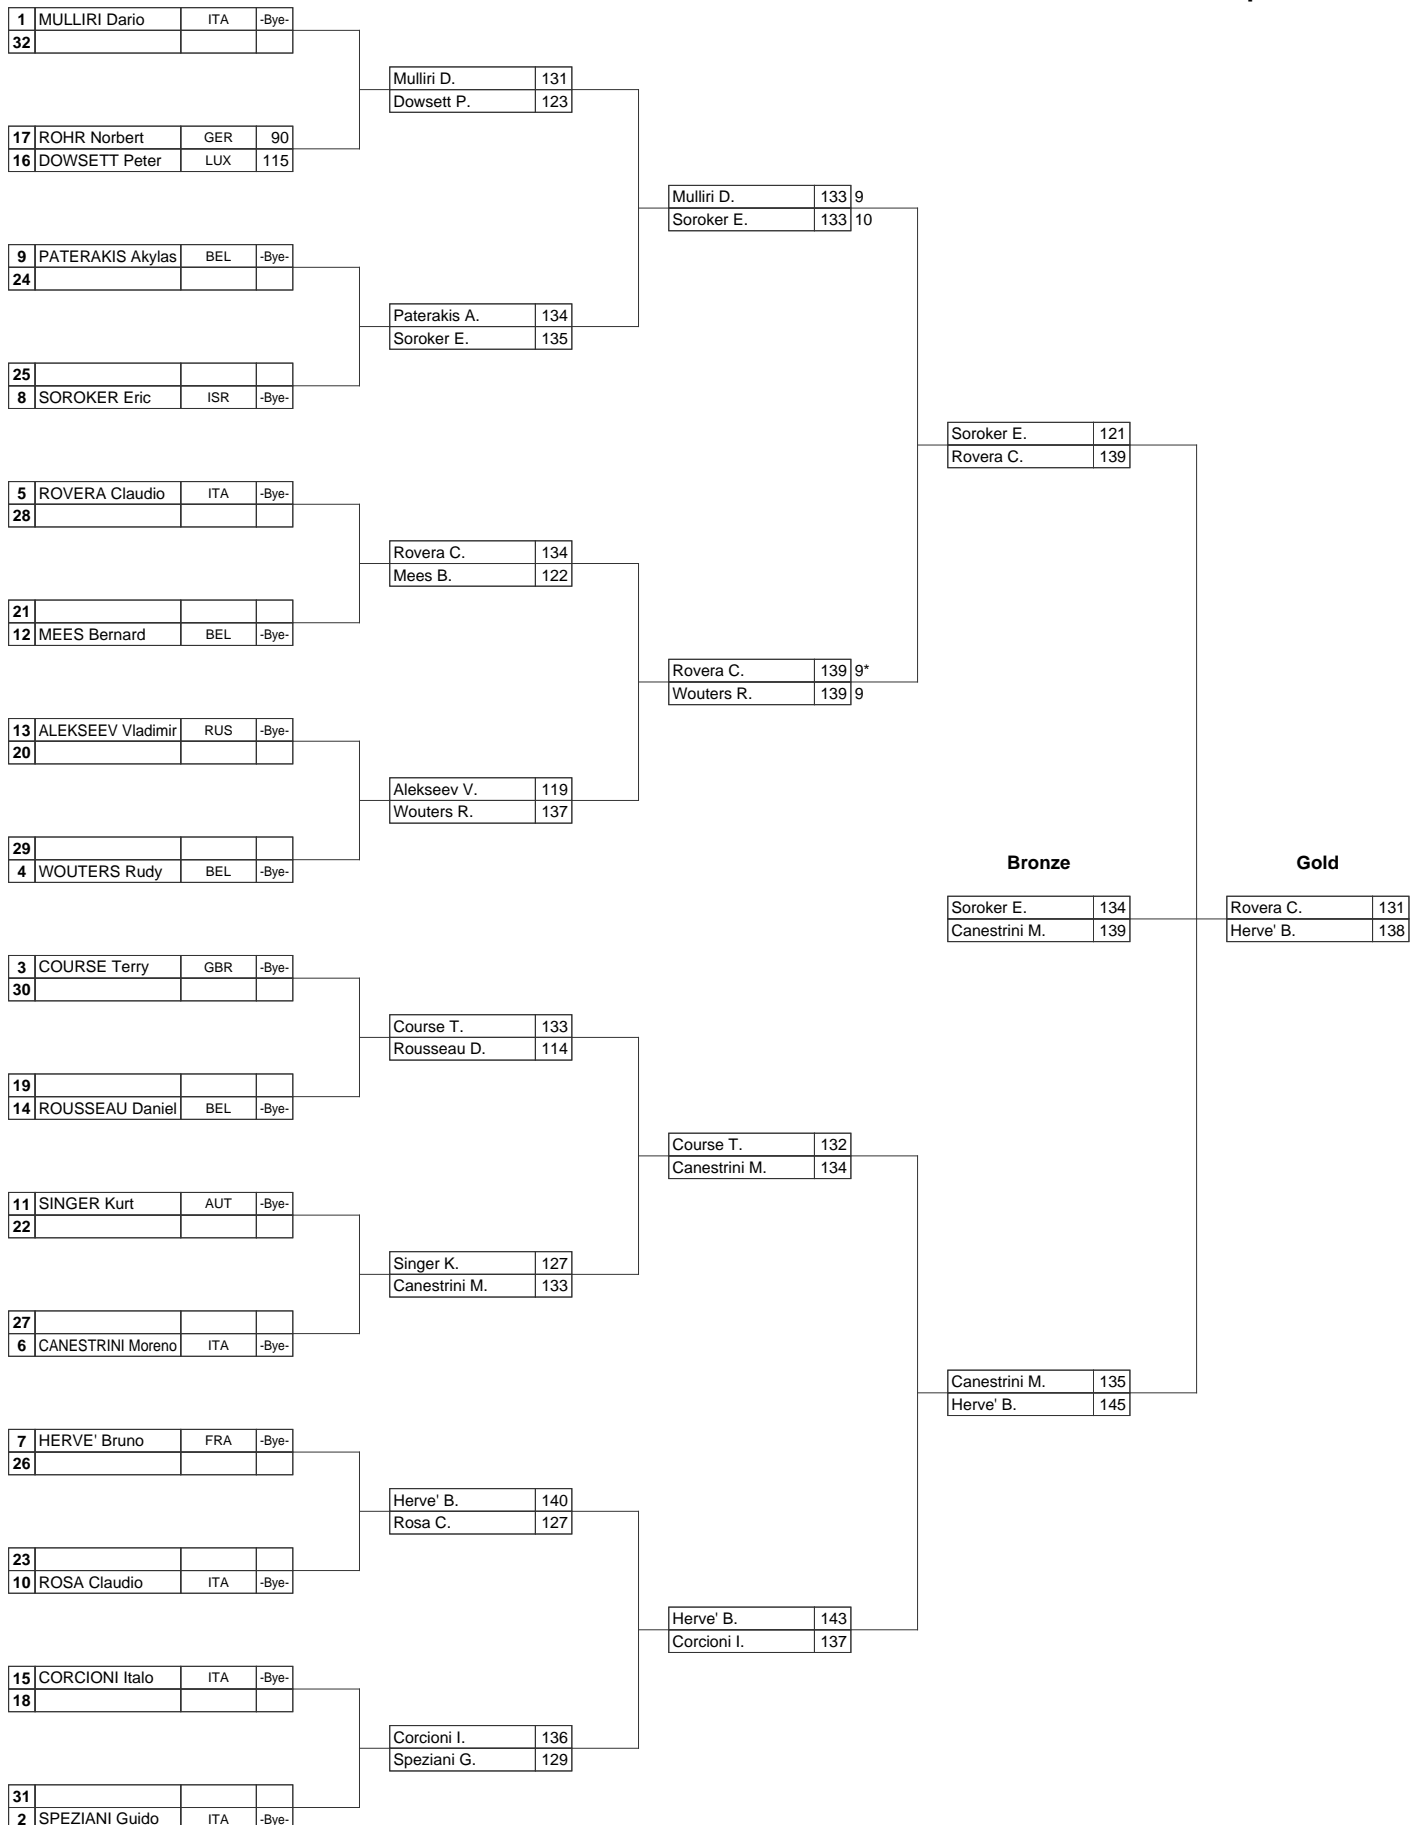 1 MULLIRI Dario ITA -Bye-
32
Mulliri D. 131
Dowsett P. 123
17 ROHR Norbert GER 90
16 DOWSETT Peter LUX 115
Mulliri D. 133 9
Soroker E. 133 10
9 PATERAKIS Akylas BEL -Bye-
24
Paterakis A. 134
Soroker E. 135
25
8 SOROKER Eric ISR -Bye-
Soroker E. 121
Rovera C. 139
5 ROVERA Claudio ITA -Bye-
28
Rovera C. 134
Mees B. 122
21
12 MEES Bernard BEL -Bye-
Rovera C. 139 9*
Wouters R. 139 9
13 ALEKSEEV Vladimir RUS -Bye-
20
Alekseev V. 119
Wouters R. 137
29
4 WOUTERS Rudy BEL -Bye-
Bronze Gold
Soroker E. 134 Rovera C. 131
Canestrini M. 139 Herve' B. 138
3 COURSE Terry GBR -Bye-
30
Course T. 133
Rousseau D. 114
19
14 ROUSSEAU Daniel BEL -Bye-
Course T. 132
Canestrini M. 134
11 SINGER Kurt AUT -Bye-
22
Singer K. 127
Canestrini M. 133
27
6 CANESTRINI Moreno ITA -Bye-
Canestrini M. 135
Herve' B. 145
7 HERVE' Bruno FRA -Bye-
26
Herve' B. 140
Rosa C. 127
23
10 ROSA Claudio ITA -Bye-
Herve' B. 143
Corcioni I. 137
15 CORCIONI Italo ITA -Bye-
18
Corcioni I. 136
Speziani G. 129
31
2 SPEZIANI Guido ITA -Bye-